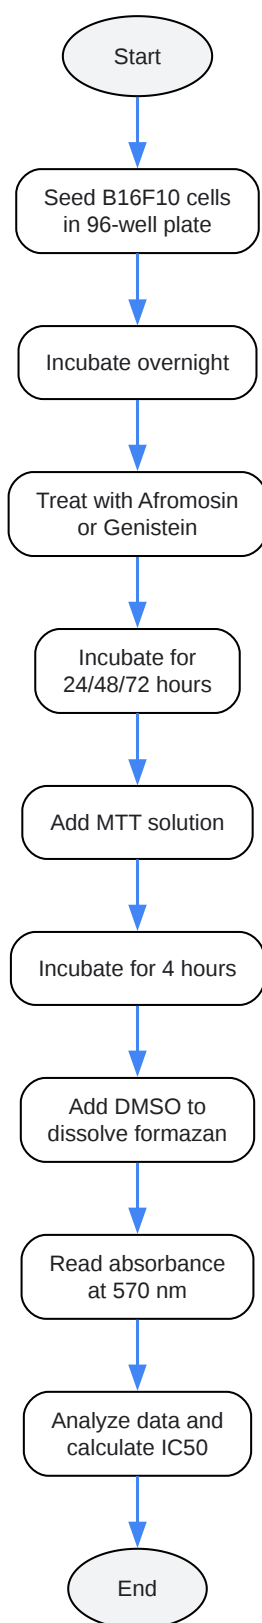 Start
Seed B16F10 cells
in 96-well plate
Incubate overnight
Treat with Afromosin
or Genistein
Incubate for
24/48/72 hours
Add MTT solution
Incubate for 4 hours
Add DMSO to
dissolve formazan
Read absorbance
at 570 nm
Analyze data and
calculate IC50
End